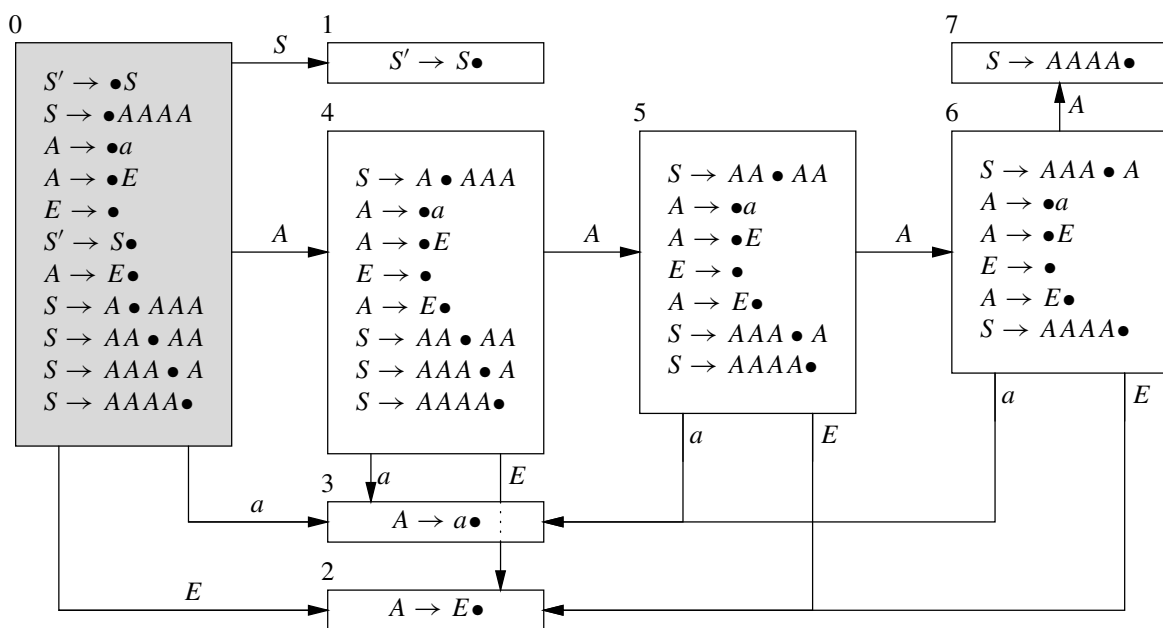 0
S′ → •S
S → •AAAA
A → •a
A → •E
E → •
S′ → S•
A → E•
S → A • AAA
S → AA • AA
S → AAA • A
S → AAAA•
S
1
S′ → S•
A
4
S → A • AAA
A → •a
A → •E
E → •
A → E•
S → AA • AA
S → AAA • A
S → AAAA•
A
5
S → AA • AA
A → •a
A → •E
E → •
A → E•
S → AAA • A
S → AAAA•
A
7
S → AAAA•
A
6
S → AAA • A
A → •a
A → •E
E → •
A → E•
S → AAAA•
a
E
a
E
a
E
a
3
A → a•
E
2
A → E•